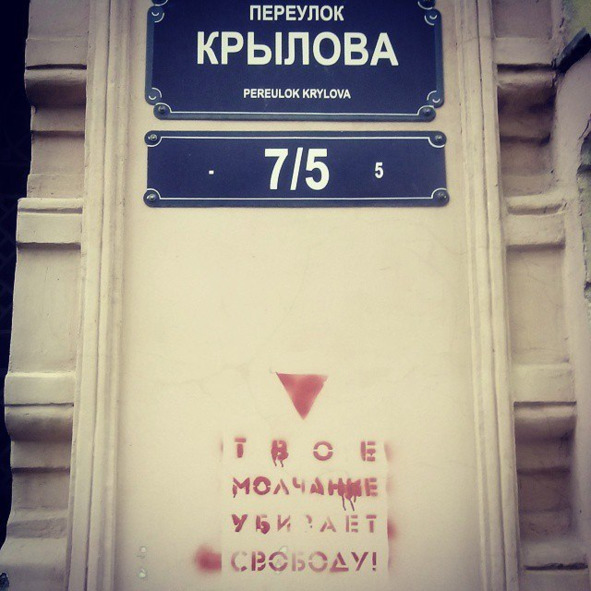 ПЕРЕУЛОК
КРЫЛОВА
PEREULOK KRYLOVA
- 7/5 5
ТВОЕ
МОЛЧАНИЕ
УБИВАЕТ
СВОБОДУ!